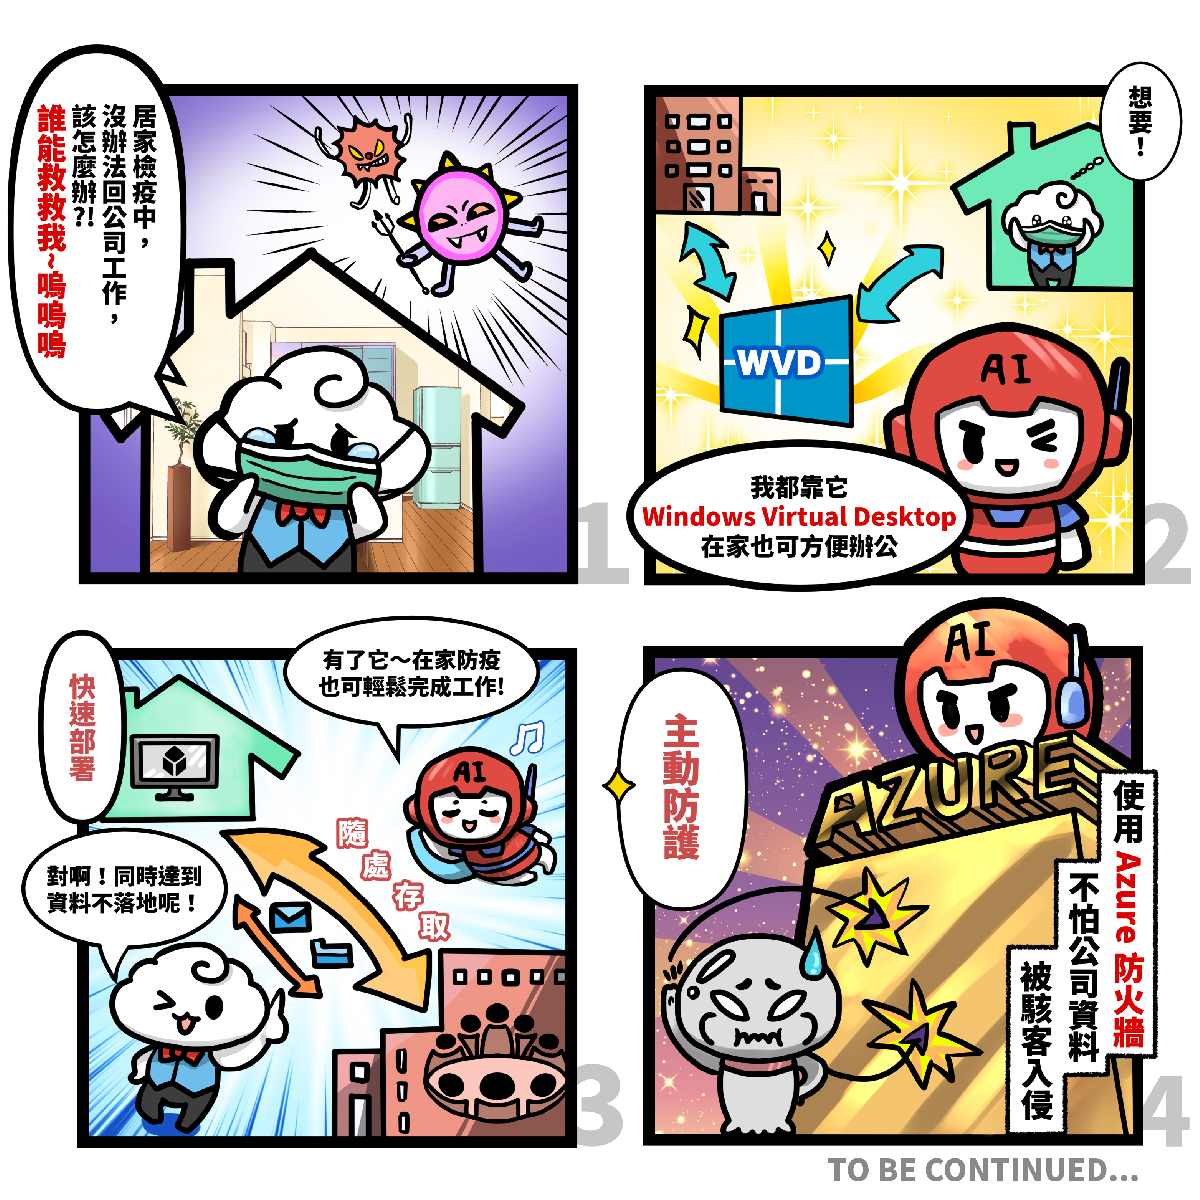 居家檢疫中，
沒辦法回公司工作，
該怎麼辦?!
誰能救救我~嗚嗚嗚
1
想要！
WVD
AI
我都靠它
Windows Virtual Desktop
在家也可方便辦公
2
快速部署
有了它～在家防疫
也可輕鬆完成工作!
AI
隨處存取
對啊！同時達到
資料不落地呢！
3
主動防護
AI
AZURE
使用 Azure 防火牆
不怕公司資料
被駭客入侵
4
TO BE CONTINUED...